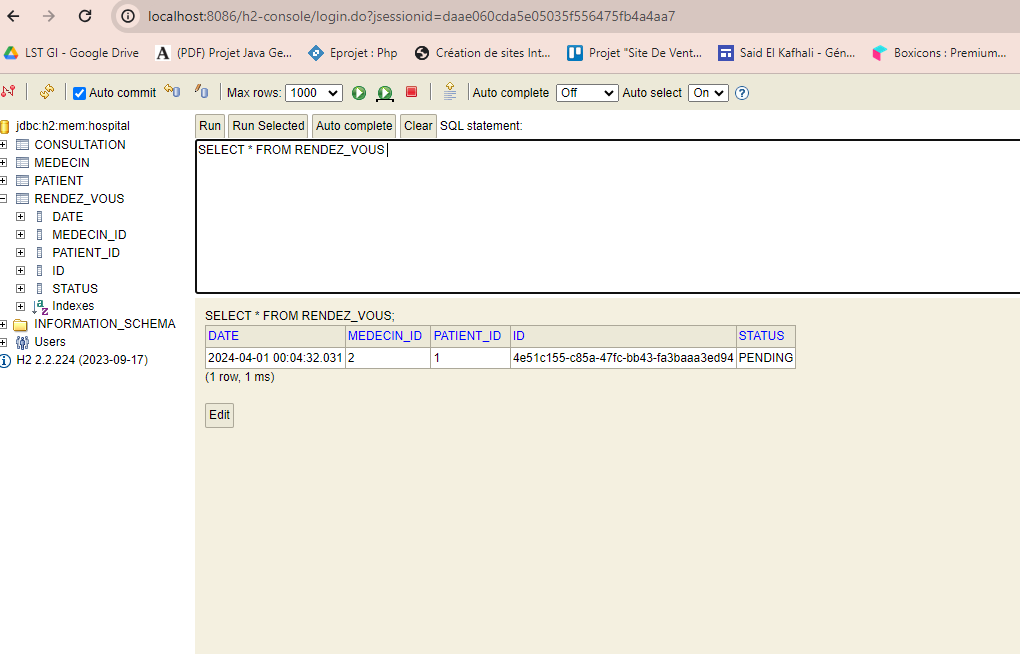 localhost:8086/h2-console/login.do?jsessionid=daae060cda5e05035f556475fb4a4aa7
LST GI - Google Drive
A (PDF) Projet Java Ge...
Eprojet : Php
Création de sites Int...
Projet "Site De Vent...
Said El Kafhali - Gén...
Boxicons : Premium...
Auto commit
Max rows: 1000
Auto complete Off
Auto select On ?
jdbc:h2:mem:hospital
CONSULTATION
MEDECIN
PATIENT
RENDEZ_VOUS
DATE
MEDECIN_ID
PATIENT_ID
ID
STATUS
Indexes
INFORMATION_SCHEMA
Users
H2 2.2.224 (2023-09-17)
Run Run Selected Auto complete Clear SQL statement:
SELECT * FROM RENDEZ_VOUS
SELECT * FROM RENDEZ_VOUS;
DATE MEDECIN_ID PATIENT_ID ID STATUS
2024-04-01 00:04:32.031 2 1 4e51c155-c85a-47fc-bb43-fa3baaa3ed94 PENDING
(1 row, 1 ms)
Edit